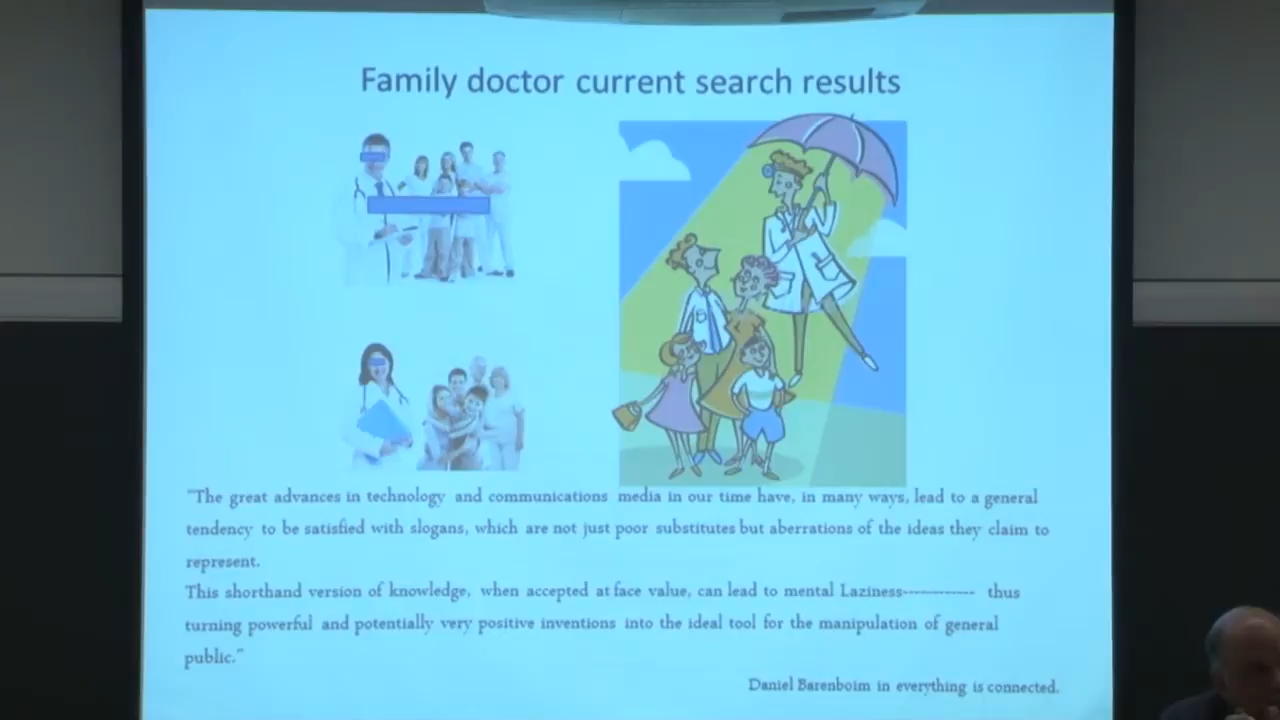 Family doctor current search results
"The great advances in technology and communications media in our time have, in many ways, lead to a general
tendency to be satisfied with slogans, which are not just poor substitutes but aberrations of the ideas they claim to
represent.
This shorthand version of knowledge, when accepted at face value, can lead to mental Laziness------------ thus
turning powerful and potentially very positive inventions into the ideal tool for the manipulation of general
public."
Daniel Barenboim in everything is connected.